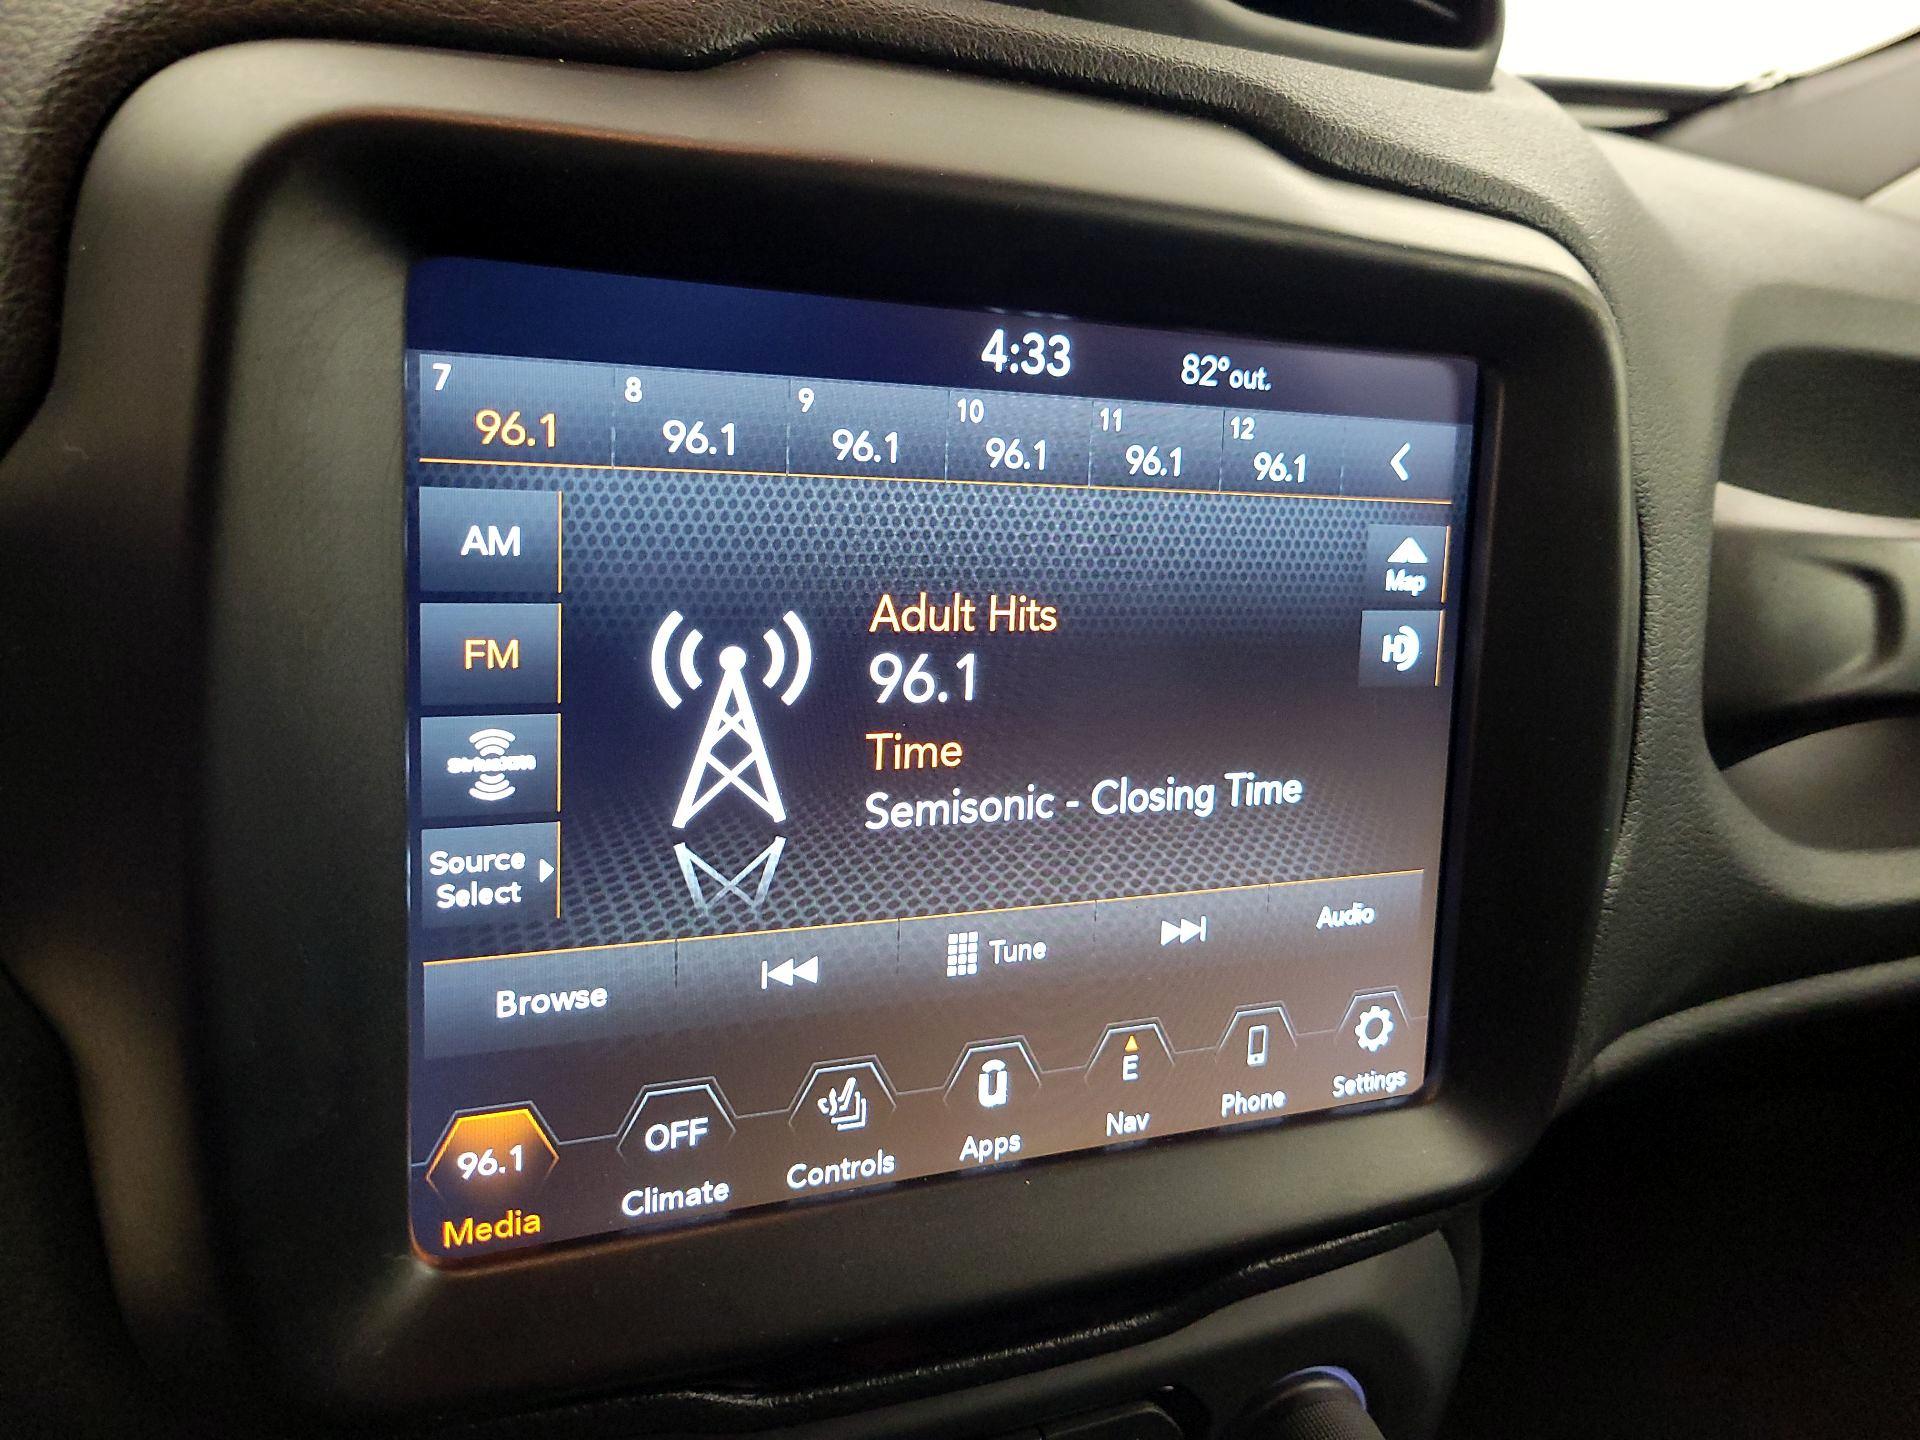 4:33 82°out.
7 8 9 10 11 12
96.1 96.1 96.1 96.1 96.1 96.1
AM
Map
FM
HD
Adult Hits
96.1
Time
Semisonic - Closing Time
SiriusXM
Source
Select
Browse Tune Audio
96.1 OFF E
Media Climate Controls Apps Nav Phone Settings